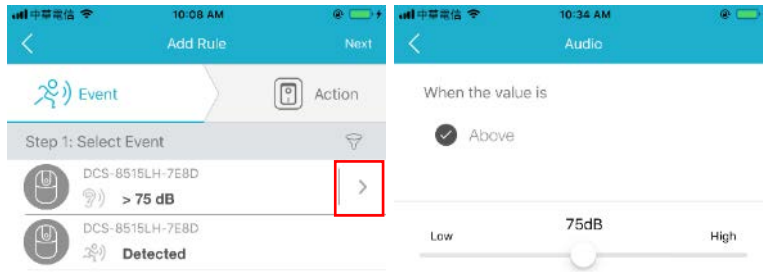 中華電信
10:08 AM
Add Rule
Next
Event
Action
Step 1: Select Event
DCS-8515LH-7E8D
> 75 dB
DCS-8515LH-7E8D
Detected
中華電信
10:34 AM
Audio
When the value is
Above
75dB
Low
High